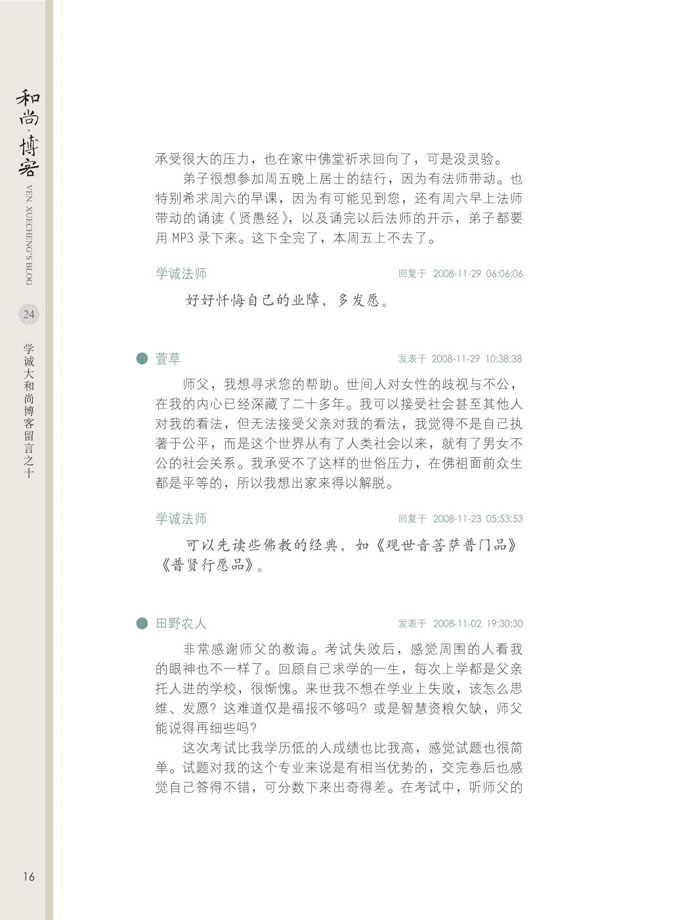 和尚·博客
VEN. XUECHENG'S BLOG
24
学诚大和尚博客留言之十
承受很大的压力，也在家中佛堂祈求回向了，可是没灵验。
弟子很想参加周五晚上居士的结行，因为有法师带动。也
特别希求周六的早课，因为有可能见到您，还有周六早上法师
带动的诵读《贤愚经》，以及诵完以后法师的开示，弟子都要
用 MP3 录下来。这下全完了，本周五上不去了。
学诚法师 回复于 2008-11-29 06:06:06
好好忏悔自己的业障，多发愿。
萱草 发表于 2008-11-29 10:38:38
师父，我想寻求您的帮助。世间人对女性的歧视与不公，
在我的内心已经深藏了二十多年。我可以接受社会甚至其他人
对我的看法，但无法接受父亲对我的看法，我觉得不是自己执
著于公平，而是这个世界从有了人类社会以来，就有了男女不
公的社会关系。我承受不了这样的世俗压力，在佛祖面前众生
都是平等的，所以我想出家来得以解脱。
学诚法师 回复于 2008-11-23 05:53:53
可以先读些佛教的经典，如《观世音菩萨普门品》
《普贤行愿品》。
田野农人 发表于 2008-11-02 19:30:30
非常感谢师父的教诲。考试失败后，感觉周围的人看我
的眼神也不一样了。回顾自己求学的一生，每次上学都是父亲
托人进的学校，很惭愧。来世我不想在学业上失败，该怎么思
维、发愿？这难道仅是福报不够吗？或是智慧资粮欠缺，师父
能说得再细些吗？
这次考试比我学历低的人成绩也比我高，感觉试题也很简
单。试题对我的这个专业来说是有相当优势的，交完卷后也感
觉自己答得不错，可分数下来出奇得差。在考试中，听师父的
16